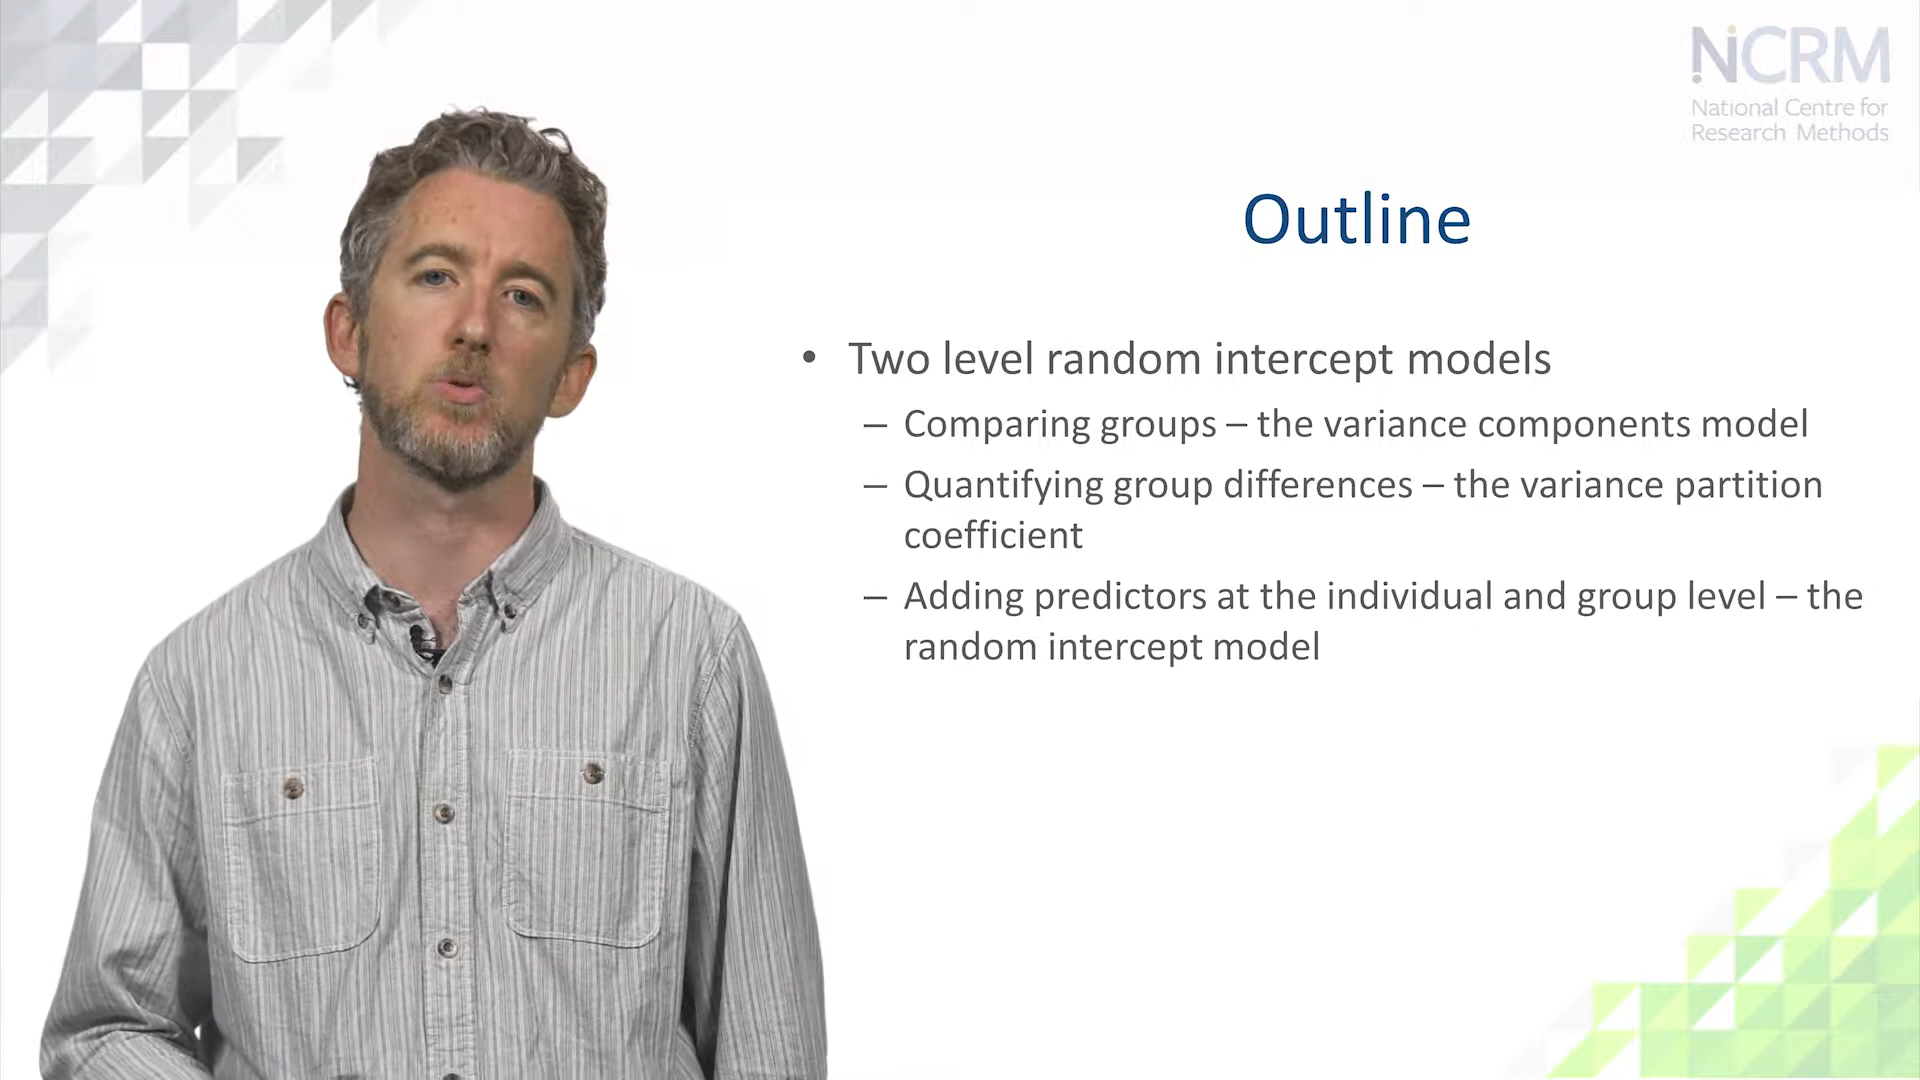 NCRM
National Centre for
Research Methods
Outline
• Two level random intercept models
– Comparing groups – the variance components model
– Quantifying group differences – the variance partition
coefficient
– Adding predictors at the individual and group level – the
random intercept model